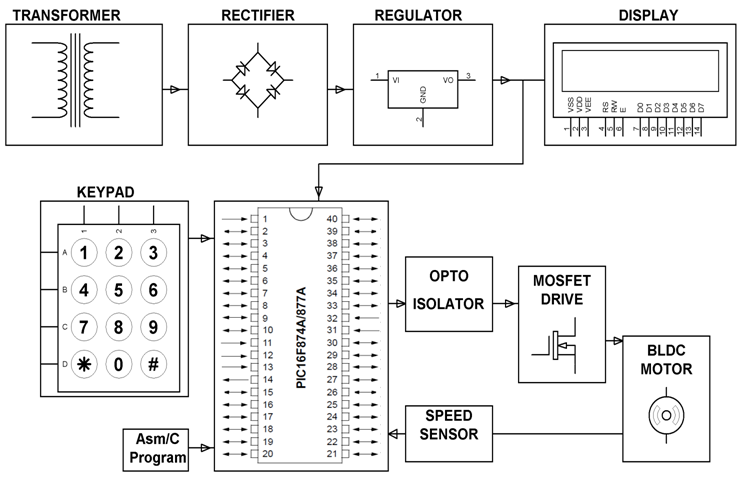 TRANSFORMER RECTIFIER REGULATOR DISPLAY
1 VI VO 3
GND
2
VSS VDD VEE RS RW E D0 D1 D2 D3 D4 D5 D6 D7
1 2 3 4 5 6 7 8 9 10 11 12 13 14
KEYPAD
1 2 3
A 1 2 3
B 4 5 6
C 7 8 9
D * 0 #
PIC16F874A/877A
1 40
2 39
3 38
4 37
5 36
6 35
7 34
8 33
9 32
10 31
11 30
12 29
13 28
14 27
15 26
16 25
17 24
18 23
19 22
20 21
OPTO
ISOLATOR
MOSFET
DRIVE
BLDC
MOTOR
SPEED
SENSOR
Asm/C
Program